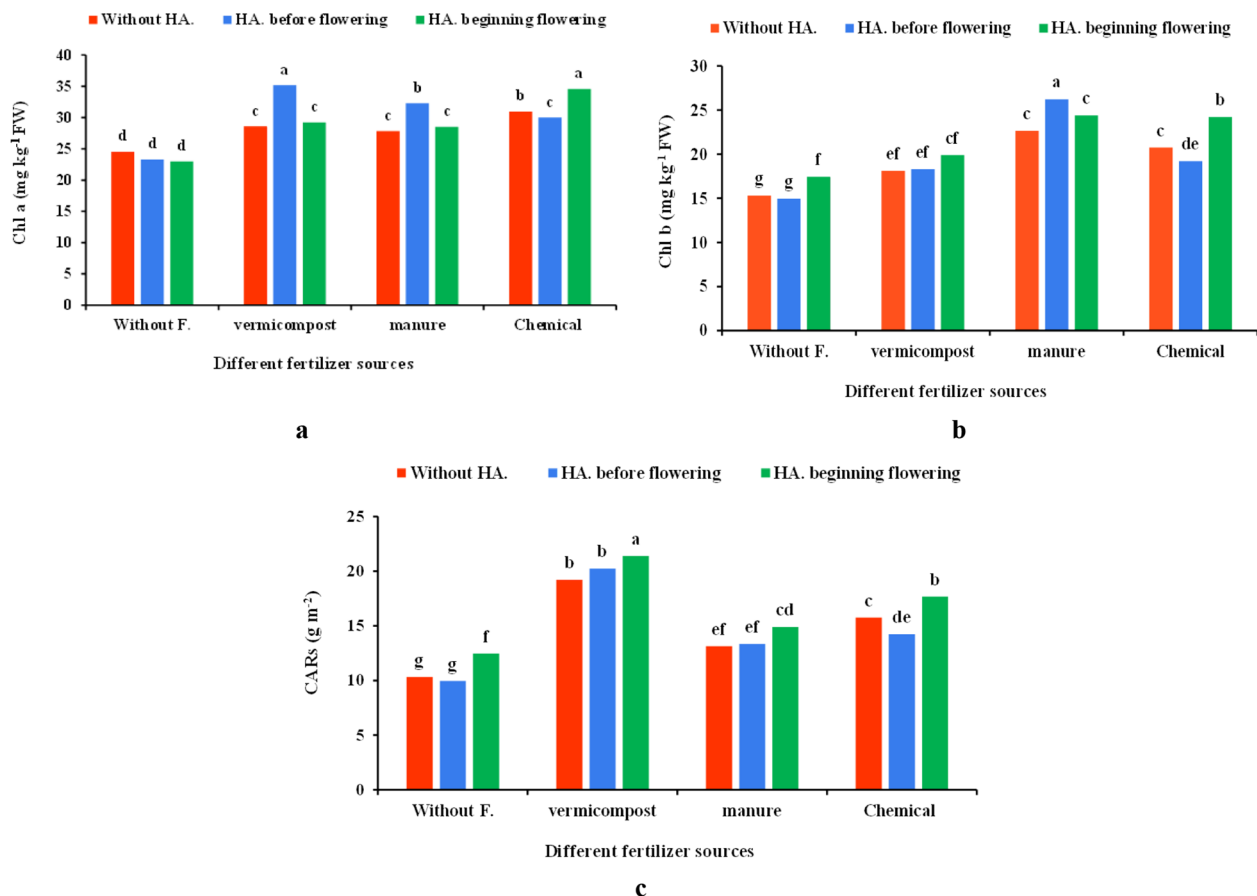 Without HA. HA. before flowering HA. beginning flowering
Chl a (mg kg⁻¹ FW)
40
35
30
25
20
15
10
5
0
d d d c a c c b c b c a
Without F. vermicompost manure Chemical
Different fertilizer sources
a
Without HA. HA. before flowering HA. beginning flowering
Chl b (mg kg⁻¹ FW)
30
25
20
15
10
5
0
g g f ef ef cf c a c c de b
Without F. vermicompost manure Chemical
Different fertilizer sources
b
Without HA. HA. before flowering HA. beginning flowering
CARs (g m⁻²)
25
20
15
10
5
0
g g f b b a ef ef cd c de b
Without F. vermicompost manure Chemical
Different fertilizer sources
c